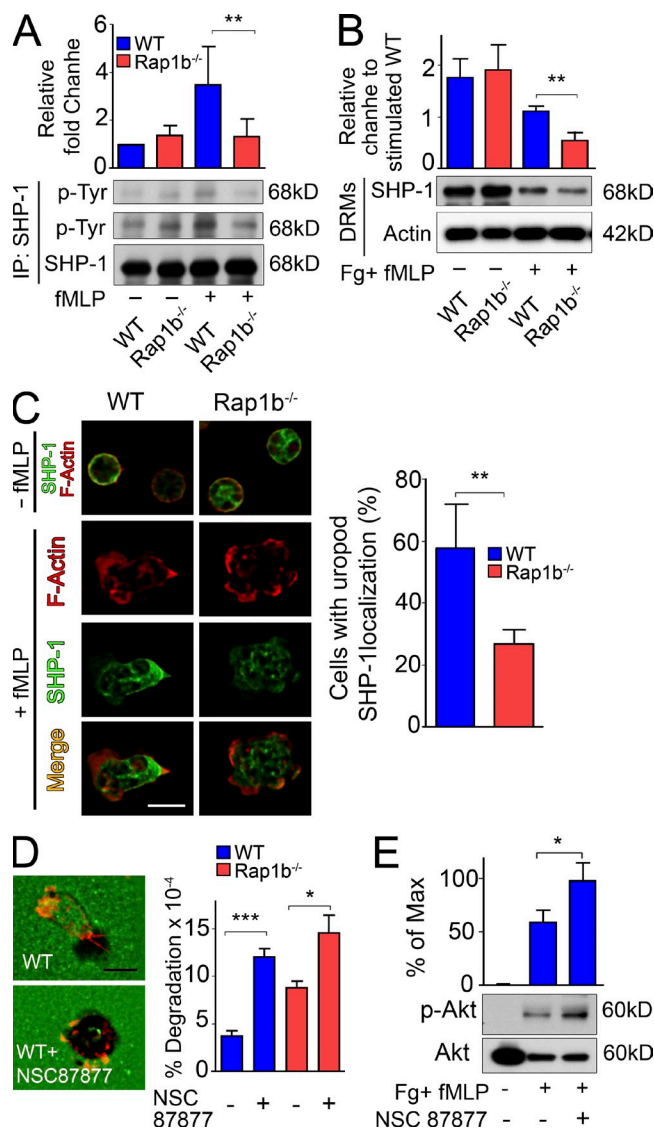 A
Relative
fold Chanhe
6
4
2
0
**
WT
Rap1b-/-
IP: SHP-1
p-Tyr 68kD
p-Tyr 68kD
SHP-1 68kD
fMLP – – + +
WT Rap1b-/- WT Rap1b-/-
B
Relative
chanhe to
stimulated WT
2
1
0
**
DRMs
SHP-1 68kD
Actin 42kD
Fg+ fMLP – – + +
WT Rap1b-/- WT Rap1b-/-
C
WT Rap1b-/-
– fMLP
SHP-1
F-Actin
+ fMLP
F-Actin
SHP-1
Merge
Cells with uropod
SHP-1localization (%)
80
60
40
20
0
**
WT
Rap1b-/-
D
WT
WT+
NSC87877
WT
Rap1b-/-
% Degradation x 10-4
15
10
5
0
***
*
NSC
87877
- + - +
E
% of Max
100
50
0
*
p-Akt 60kD
Akt 60kD
Fg+ fMLP - + +
NSC 87877 - - +